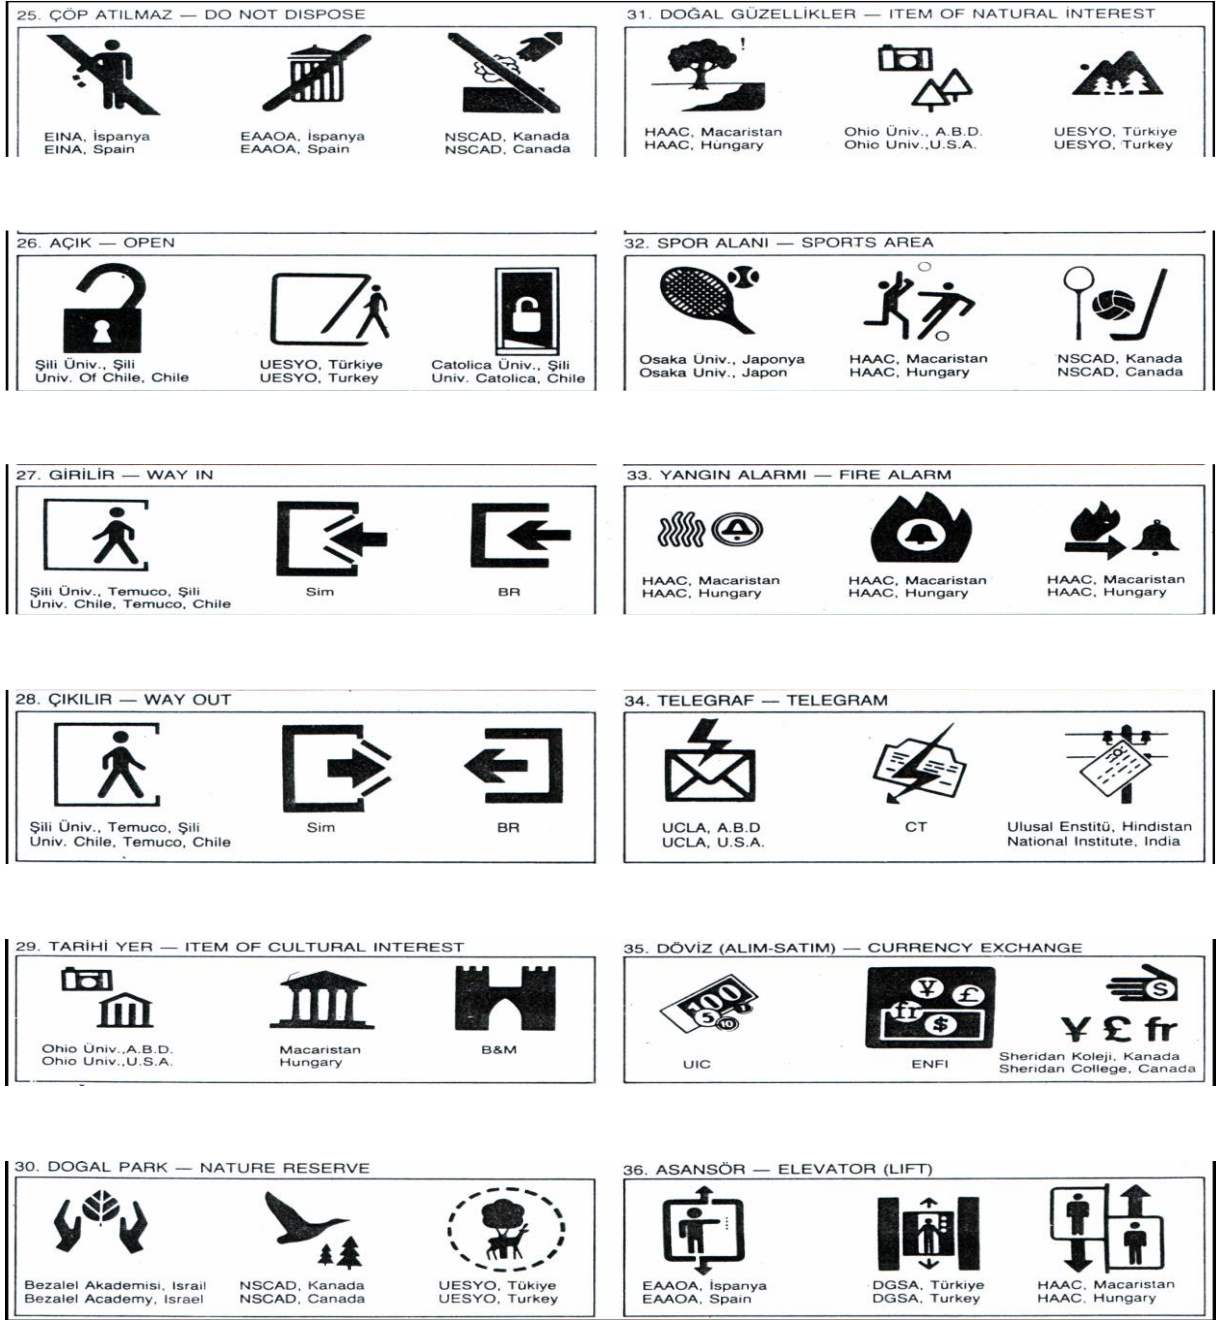 25. ÇÖP ATILMAZ — DO NOT DISPOSE
EINA, İspanya
EINA, Spain
EAAOA, İspanya
EAAOA, Spain
NSCAD, Kanada
NSCAD, Canada
26. AÇIK — OPEN
Şili Üniv., Şili
Univ. Of Chile, Chile
UESYO, Türkiye
UESYO, Turkey
Catolica Üniv., Şili
Univ. Catolica, Chile
27. GİRİLİR — WAY IN
Şili Üniv., Temuco, Şili
Univ. Chile, Temuco, Chile
Sim
BR
28. ÇIKILIR — WAY OUT
Şili Üniv., Temuco, Şili
Univ. Chile, Temuco, Chile
Sim
BR
29. TARİHİ YER — ITEM OF CULTURAL INTEREST
Ohio Üniv.,A.B.D.
Ohio Univ.,U.S.A.
Macaristan
Hungary
B&M
30. DOGAL PARK — NATURE RESERVE
Bezalel Akademisi, Israil
Bezalel Academy, Israel
NSCAD, Kanada
NSCAD, Canada
UESYO, Tükiye
UESYO, Turkey
31. DOĞAL GÜZELLİKLER — ITEM OF NATURAL İNTEREST
!
HAAC, Macaristan
HAAC, Hungary
Ohio Üniv., A.B.D.
Ohio Univ.,U.S.A.
UESYO, Türkiye
UESYO, Turkey
32. SPOR ALANI — SPORTS AREA
Osaka Üniv., Japonya
Osaka Univ., Japon
HAAC, Macaristan
HAAC, Hungary
NSCAD, Kanada
NSCAD, Canada
33. YANGIN ALARMI — FIRE ALARM
HAAC, Macaristan
HAAC, Hungary
HAAC, Macaristan
HAAC, Hungary
HAAC, Macaristan
HAAC, Hungary
34. TELEGRAF — TELEGRAM
UCLA, A.B.D
UCLA, U.S.A.
CT
Ulusal Enstitü, Hindistan
National Institute, India
35. DÖVİZ (ALIM-SATIM) — CURRENCY EXCHANGE
100
5 10 1
UIC
¥ £
fr $
ENFI
$
¥ £ fr
Sheridan Koleji, Kanada
Sheridan College, Canada
36. ASANSÖR — ELEVATOR (LIFT)
EAAOA, İspanya
EAAOA, Spain
DGSA, Türkiye
DGSA, Turkey
HAAC, Macaristan
HAAC, Hungary